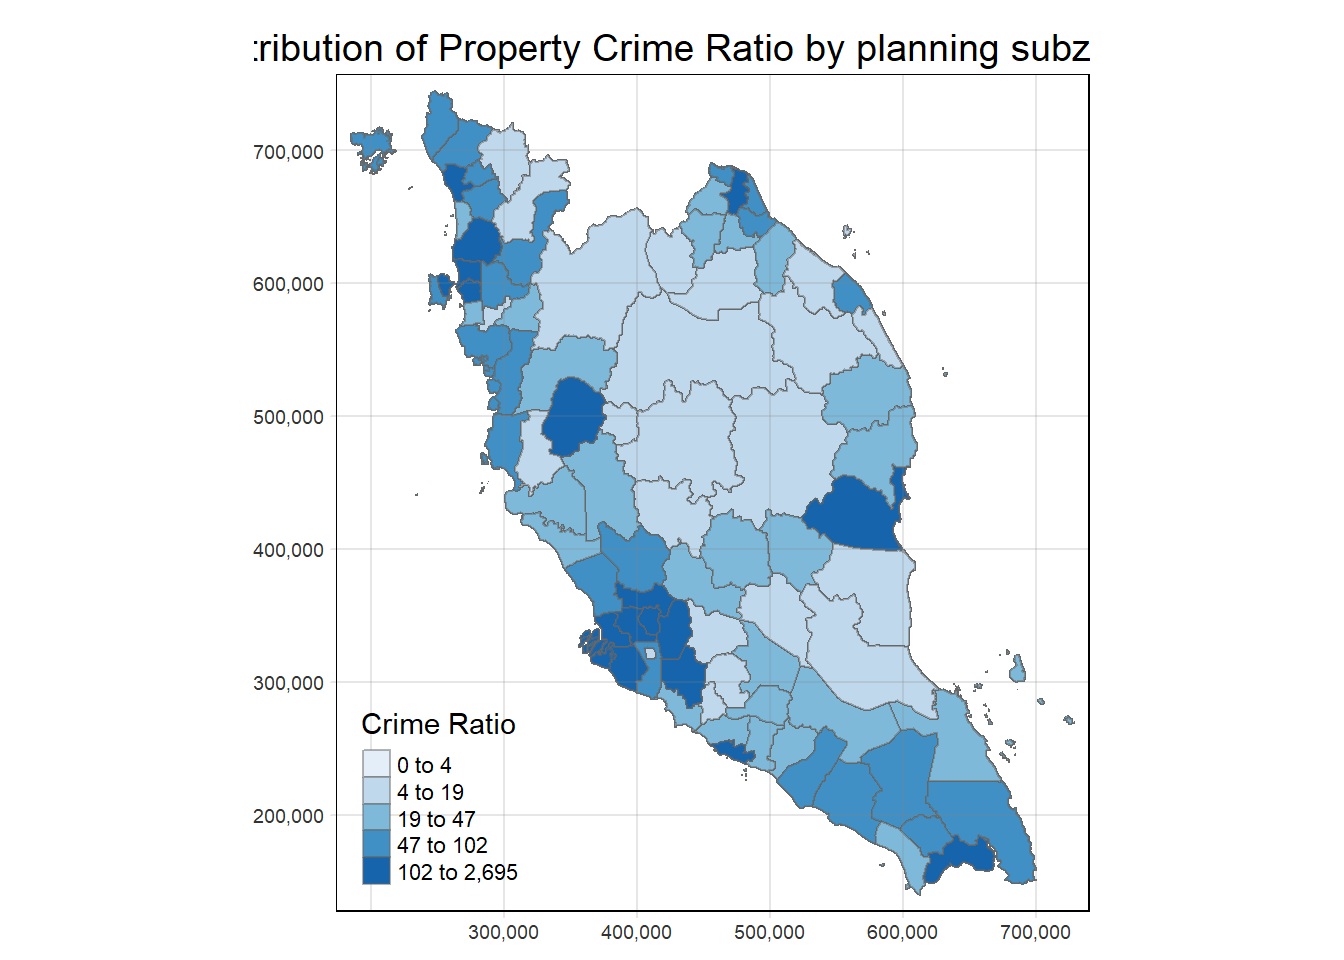 tribution of Property Crime Ratio by planning subz
700,000
600,000
500,000
400,000
300,000
200,000
Crime Ratio
0 to 4
4 to 19
19 to 47
47 to 102
102 to 2,695
300,000 400,000 500,000 600,000 700,000